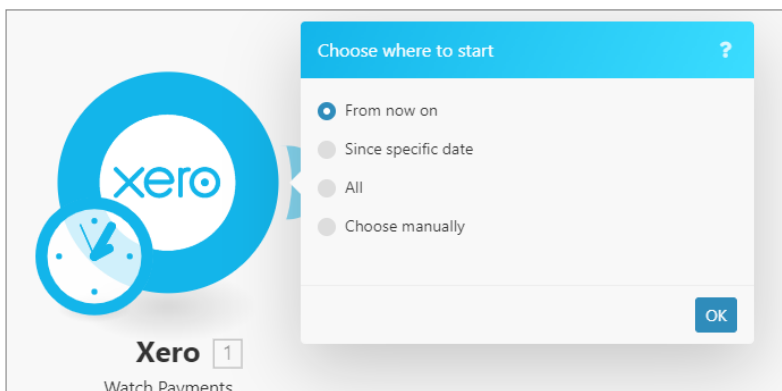 Choose where to start ?
From now on
Since specific date
All
Choose manually
OK
xero
Xero 1
Watch Payments